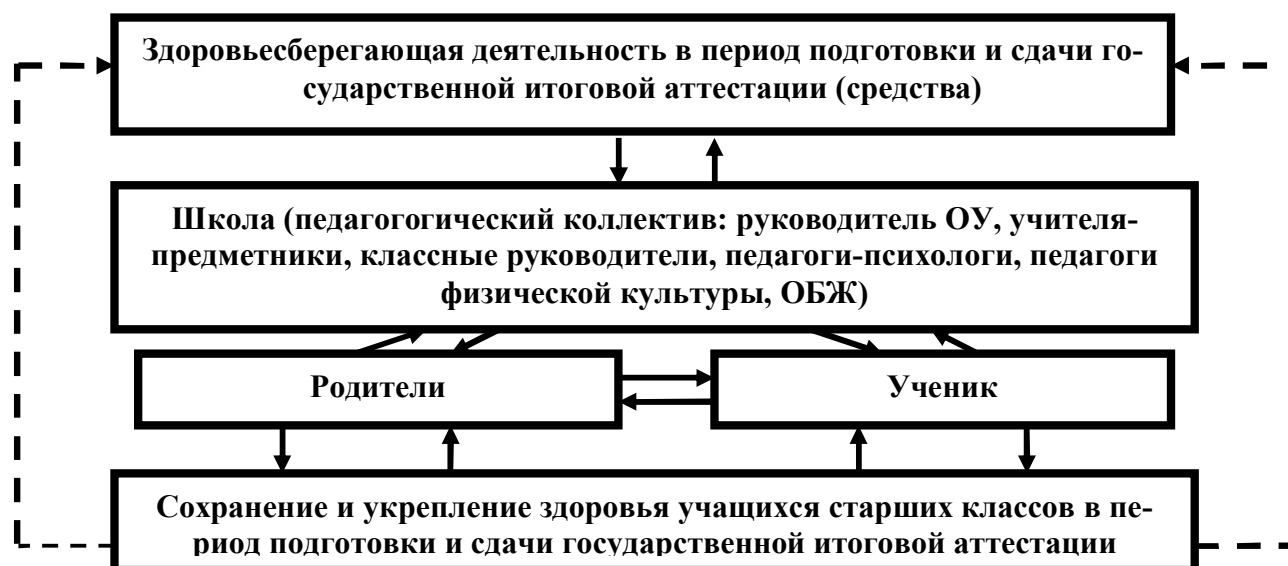 Здоровьесберегающая деятельность в период подготовки и сдачи го-
сударственной итоговой аттестации (средства)
Школа (педагогогический коллектив: руководитель ОУ, учителя-
предметники, классные руководители, педагоги-психологи, педагоги
физической культуры, ОБЖ)
Родители
Ученик
Сохранение и укрепление здоровья учащихся старших классов в пе-
риод подготовки и сдачи государственной итоговой аттестации